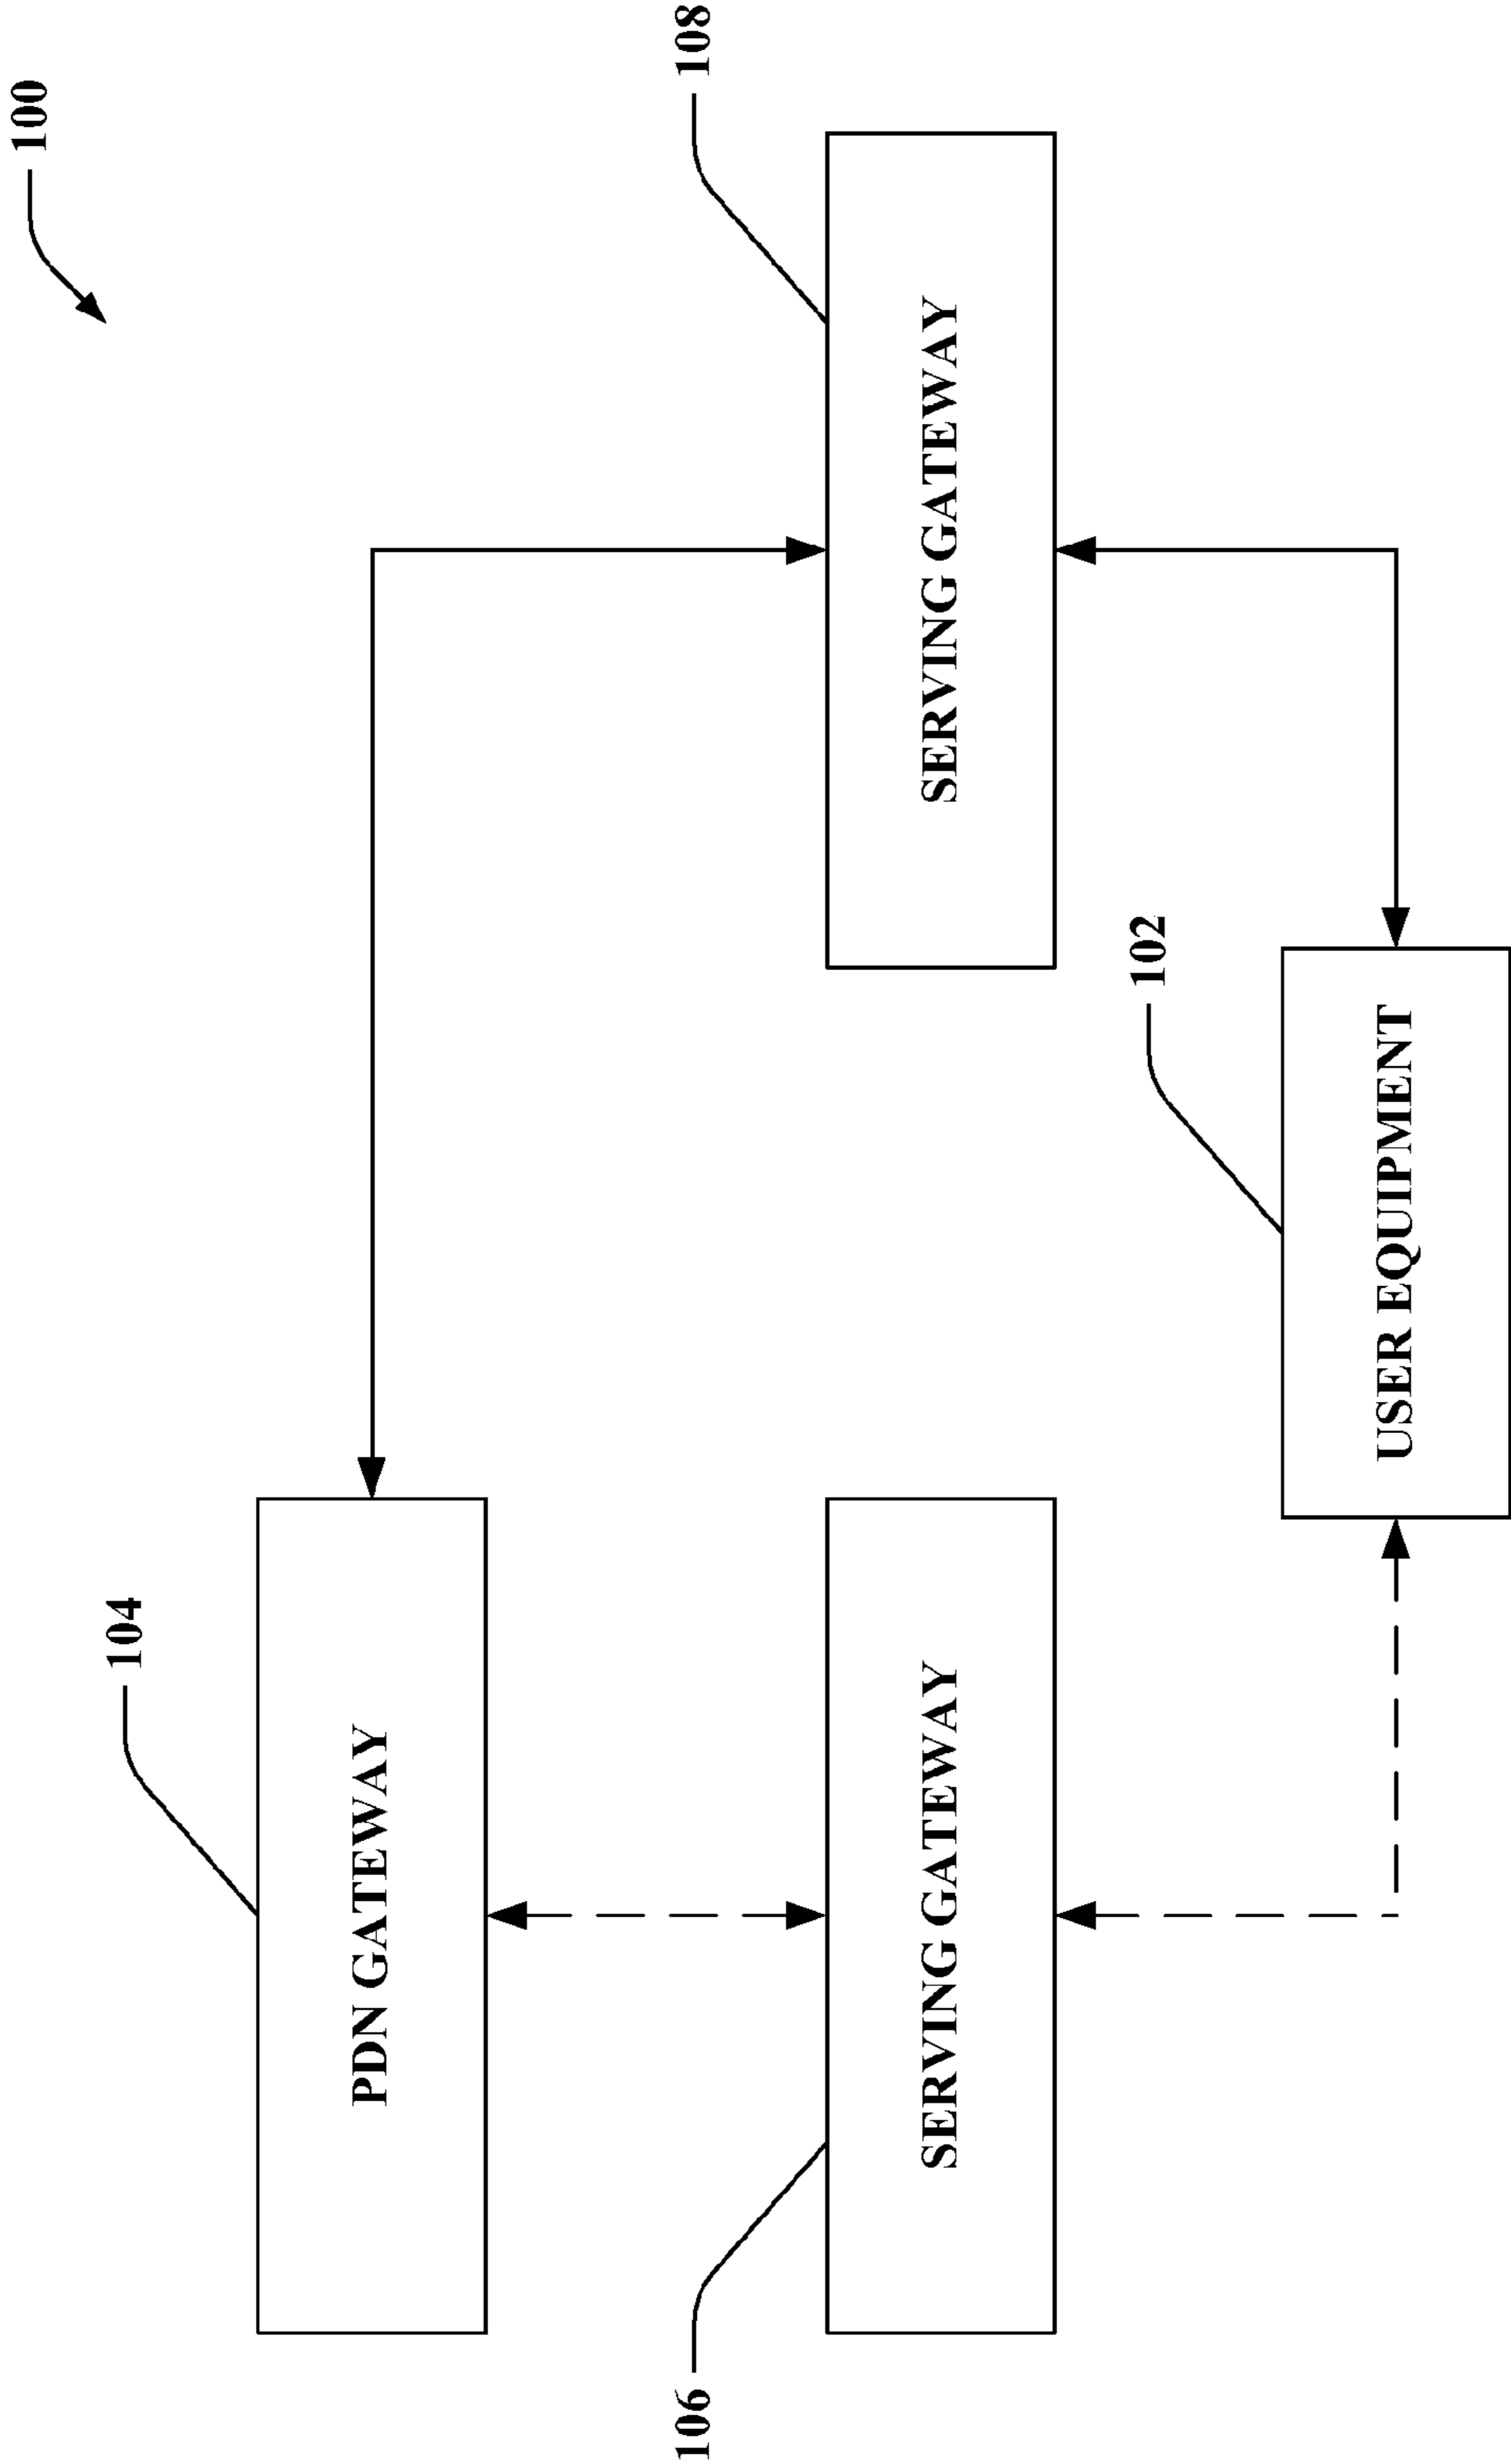 100
104
PDN GATEWAY
106
SERVING GATEWAY
108
SERVING GATEWAY
102
USER EQUIPMENT